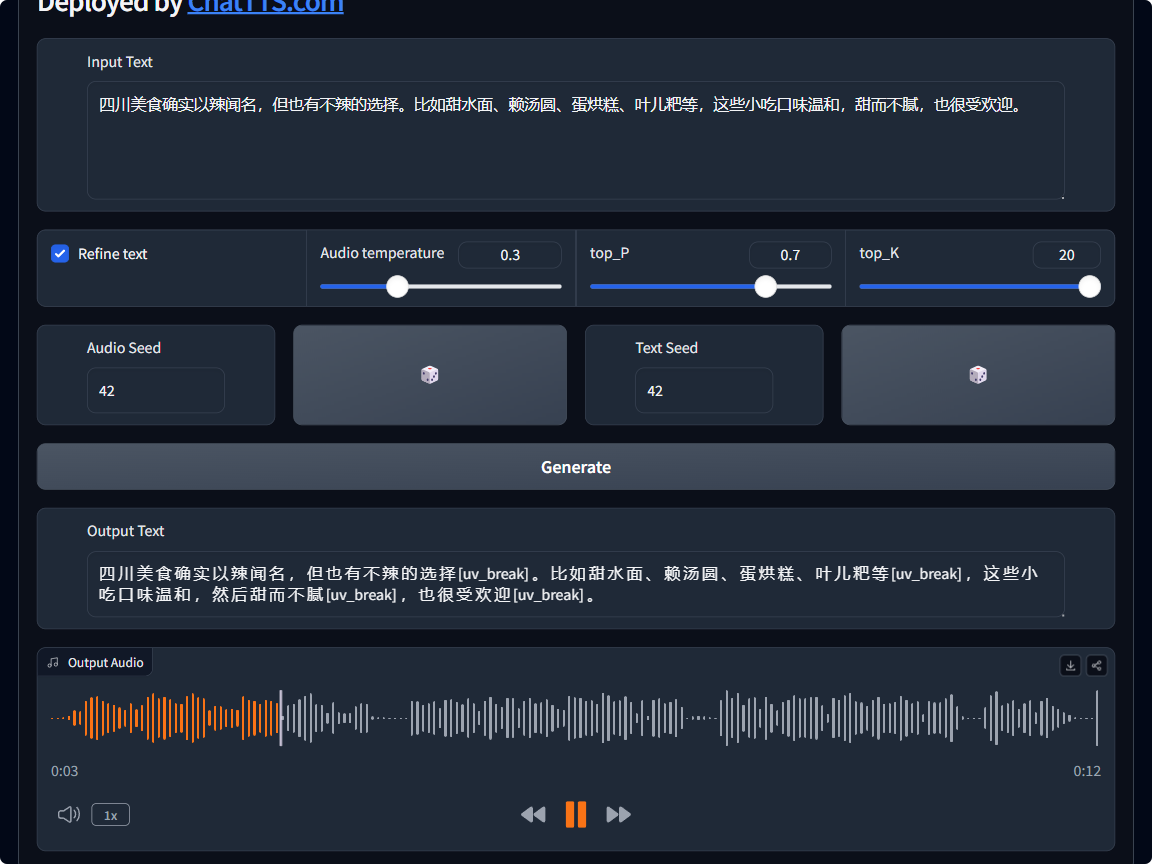 Deployed by ChatTTS.com
Input Text
四川美食确实以辣闻名，但也有不辣的选择。比如甜水面、赖汤圆、蛋烘糕、叶儿粑等，这些小吃口味温和，甜而不腻，也很受欢迎。
Refine text
Audio temperature
0.3
top_P
0.7
top_K
20
Audio Seed
42
Text Seed
42
Generate
Output Text
四川美食确实以辣闻名，但也有不辣的选择[uv_break]。比如甜水面、赖汤圆、蛋烘糕、叶儿粑等[uv_break]，这些小
吃口味温和，然后甜而不腻[uv_break]，也很受欢迎[uv_break]。
Output Audio
0:03
0:12
1x